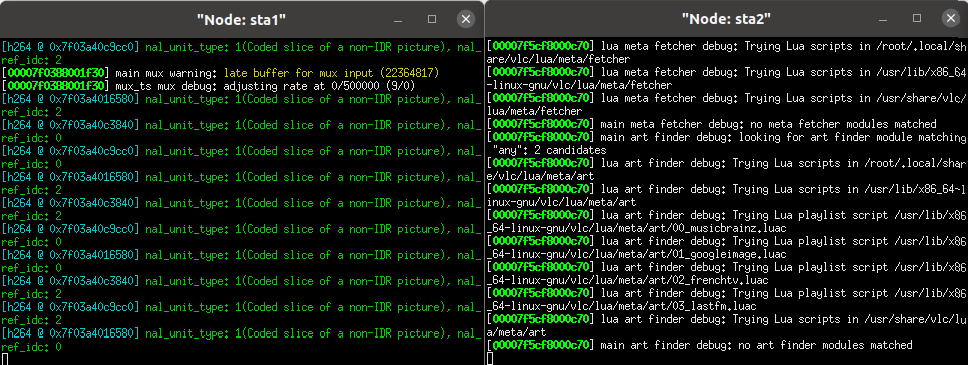 "Node: sta1"
[h264 @ 0x7f03a40c9cc0] nal_unit_type: 1(Coded slice of a non-IDR picture), nal_
ref_idc: 2
[00007f0388001f30] main mux warning: late buffer for mux input (22364817)
[00007f0388001f30] mux_ts mux debug: adjusting rate at 0/500000 (9/0)
[h264 @ 0x7f03a4016580] nal_unit_type: 1(Coded slice of a non-IDR picture), nal_
ref_idc: 2
[h264 @ 0x7f03a40c3840] nal_unit_type: 1(Coded slice of a non-IDR picture), nal_
ref_idc: 0
[h264 @ 0x7f03a40c9cc0] nal_unit_type: 1(Coded slice of a non-IDR picture), nal_
ref_idc: 0
[h264 @ 0x7f03a4016580] nal_unit_type: 1(Coded slice of a non-IDR picture), nal_
ref_idc: 2
[h264 @ 0x7f03a40c3840] nal_unit_type: 1(Coded slice of a non-IDR picture), nal_
ref_idc: 2
[h264 @ 0x7f03a40c9cc0] nal_unit_type: 1(Coded slice of a non-IDR picture), nal_
ref_idc: 0
[h264 @ 0x7f03a4016580] nal_unit_type: 1(Coded slice of a non-IDR picture), nal_
ref_idc: 0
[h264 @ 0x7f03a40c3840] nal_unit_type: 1(Coded slice of a non-IDR picture), nal_
ref_idc: 2
[h264 @ 0x7f03a40c9cc0] nal_unit_type: 1(Coded slice of a non-IDR picture), nal_
ref_idc: 2
[h264 @ 0x7f03a4016580] nal_unit_type: 1(Coded slice of a non-IDR picture), nal_
ref_idc: 0
"Node: sta2"
[00007f5cf8000c70] lua meta fetcher debug: Trying Lua scripts in /root/.local/sh
are/vlc/lua/meta/fetcher
[00007f5cf8000c70] lua meta fetcher debug: Trying Lua scripts in /usr/lib/x86_64
-linux-gnu/vlc/lua/meta/fetcher
[00007f5cf8000c70] lua meta fetcher debug: Trying Lua scripts in /usr/share/vlc/
lua/meta/fetcher
[00007f5cf8000c70] main meta fetcher debug: no meta fetcher modules matched
[00007f5cf8000c70] main art finder debug: looking for art finder module matching
"any": 2 candidates
[00007f5cf8000c70] lua art finder debug: Trying Lua scripts in /root/.local/shar
e/vlc/lua/meta/art
[00007f5cf8000c70] lua art finder debug: Trying Lua scripts in /usr/lib/x86_64-l
inux-gnu/vlc/lua/meta/art
[00007f5cf8000c70] lua art finder debug: Trying Lua playlist script /usr/lib/x86
_64-linux-gnu/vlc/lua/meta/art/00_musicbrainz.luac
[00007f5cf8000c70] lua art finder debug: Trying Lua playlist script /usr/lib/x86
_64-linux-gnu/vlc/lua/meta/art/01_googleimage.luac
[00007f5cf8000c70] lua art finder debug: Trying Lua playlist script /usr/lib/x86
_64-linux-gnu/vlc/lua/meta/art/02_frenchtv.luac
[00007f5cf8000c70] lua art finder debug: Trying Lua playlist script /usr/lib/x86
_64-linux-gnu/vlc/lua/meta/art/03_lastfm.luac
[00007f5cf8000c70] lua art finder debug: Trying Lua scripts in /usr/share/vlc/lu
a/meta/art
[00007f5cf8000c70] main art finder debug: no art finder modules matched